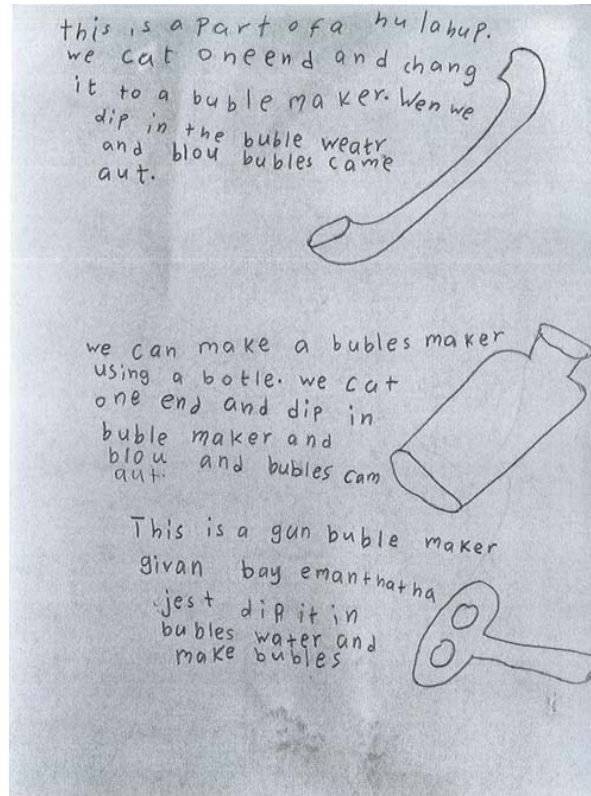 this is a Part of a hulahup.
we cat one end and chang
it to a buble maker. Wen we
dip in the buble weatr
and blou bubles came
aut.
we can make a bubles maker
using a botle. we cat
one end and dip in
buble maker and
blou and bubles cam
aut.
This is a gun buble maker
givan bay emanthatha
jest dip it in
bubles water and
make bubles